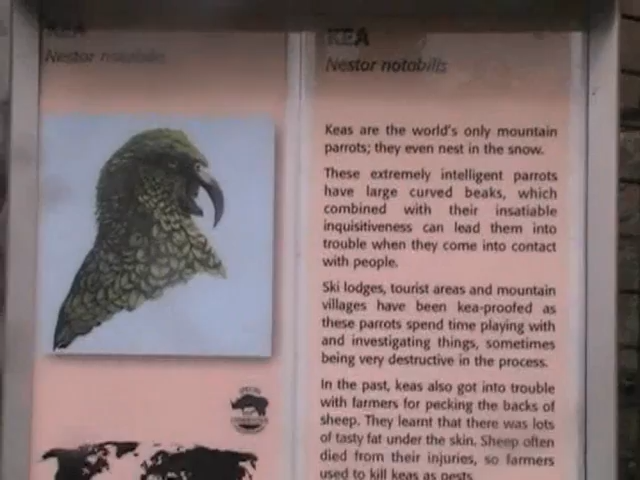 KEA
Nestor notabilis
KEA
Nestor notabilis
Keas are the world's only mountain
parrots; they even nest in the snow.
These extremely intelligent parrots
have large curved beaks, which
combined with their insatiable
inquisitiveness can lead them into
trouble when they come into contact
with people.
Ski lodges, tourist areas and mountain
villages have been kea-proofed as
these parrots spend time playing with
and investigating things, sometimes
being very destructive in the process.
In the past, keas also got into trouble
with farmers for pecking the backs of
sheep. They learnt that there was lots
of tasty fat under the skin. Sheep often
died from their injuries, so farmers
used to kill keas as pests